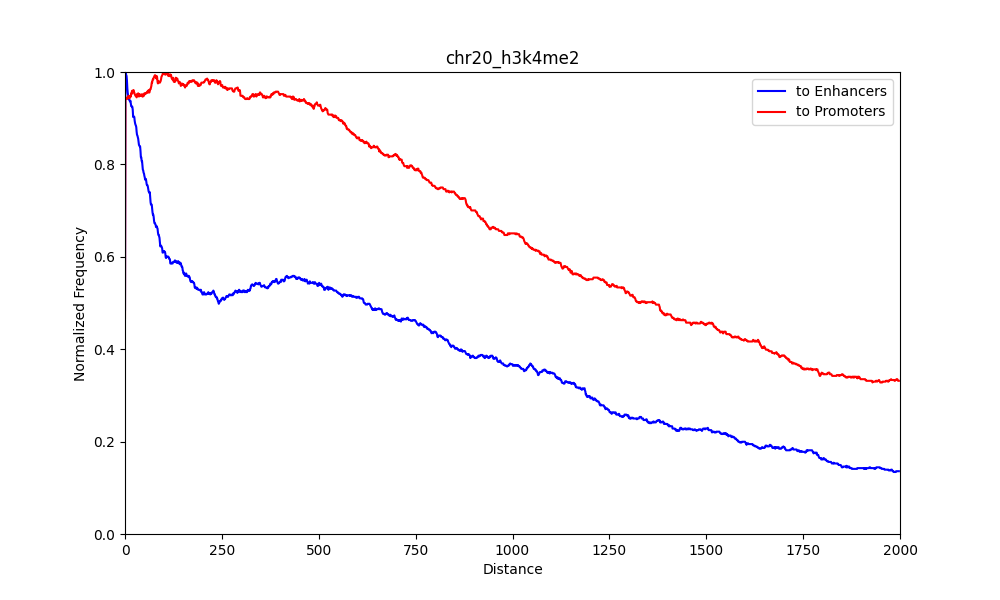 chr20_h3k4me2
to Enhancers
to Promoters
1.0
0.8
0.6
0.4
0.2
0.0
Normalized Frequency
0 250 500 750 1000 1250 1500 1750 2000
Distance